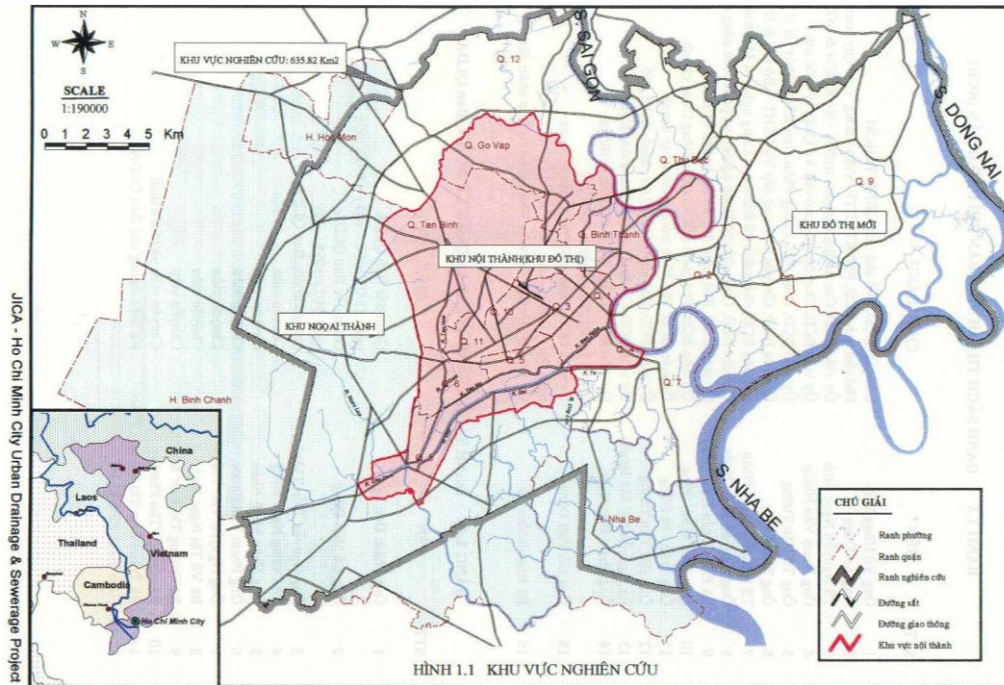 N
W E
S
SCALE
1:190000
0 1 2 3 4 5 Km
KHU VỰC NGHIÊN CỨU: 635.82 Km2
S. SAI GON
Q. 12
S. DONG NAI
H. Hoc Mon
Q. Go Vap
Q. Thu Duc
Q. 9
Q. Tan Binh
Q. Binh Thanh
KHU ĐÔ THỊ MỚI
KHU NỘI THÀNH(KHU ĐÔ THỊ)
Q. 2
Q. 3
Q. 10
KHU NGỌAI THÀNH
Q. 11
Q. 5
Q. 4
Q. 6
Q. 7
H. Binh Chanh
Q. 8
S. NHA BE
H. Nha Be
China
Laos
Thailand
Vietnam
Cambodia
Ho Chi Minh City
CHÚ GIẢI
Ranh phường
Ranh quận
Ranh nghiên cứu
Đường sắt
Đường giao thông
Khu vực nội thành
HÌNH 1.1 KHU VỰC NGHIÊN CỨU
JICA - Ho Chi Minh City Urban Drainage & Sewerage Project